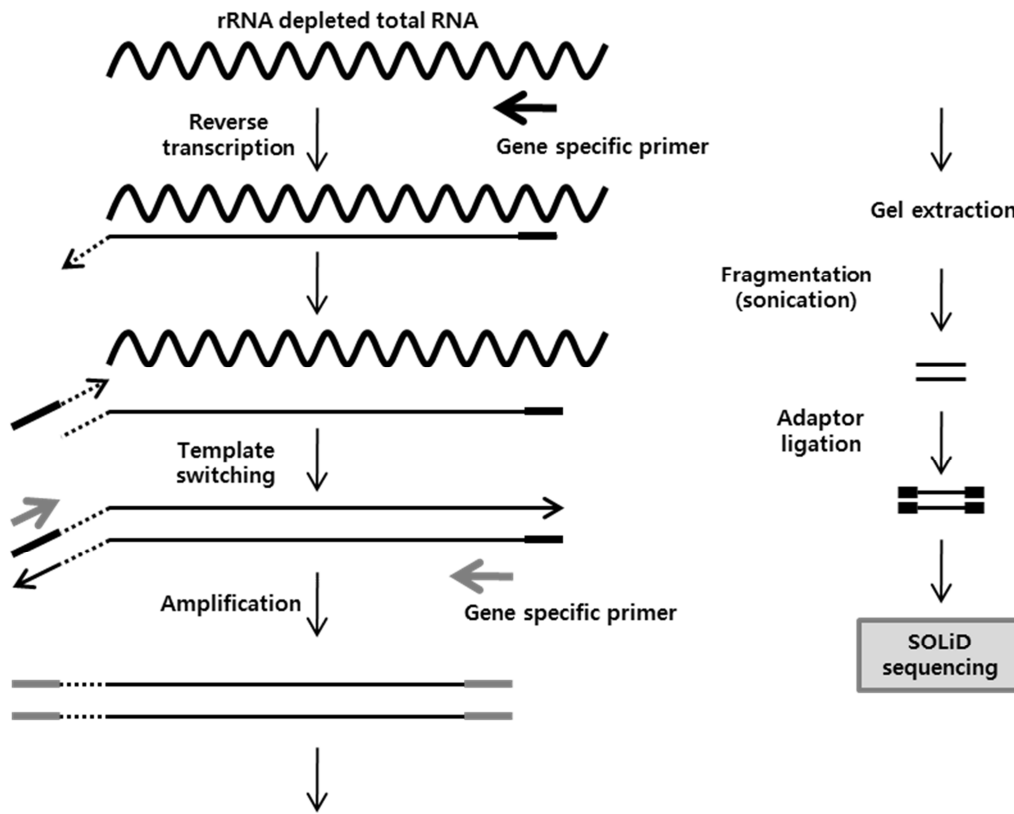 rRNA depleted total RNA
Reverse
transcription
Gene specific primer
Template
switching
Amplification
Gene specific primer
Gel extraction
Fragmentation
(sonication)
Adaptor
ligation
SOLiD
sequencing